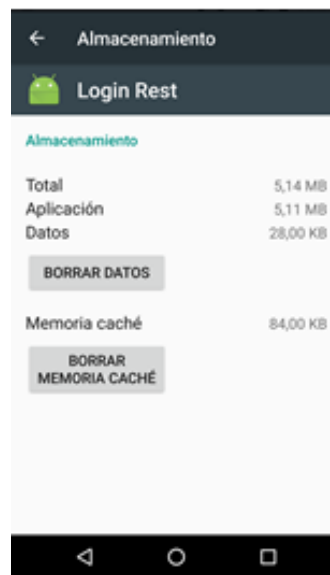 Almacenamiento
Login Rest
Almacenamiento
Total 5,14 MB
Aplicación 5,11 MB
Datos 28,00 KB
BORRAR DATOS
Memoria caché 84,00 KB
BORRAR
MEMORIA CACHÉ